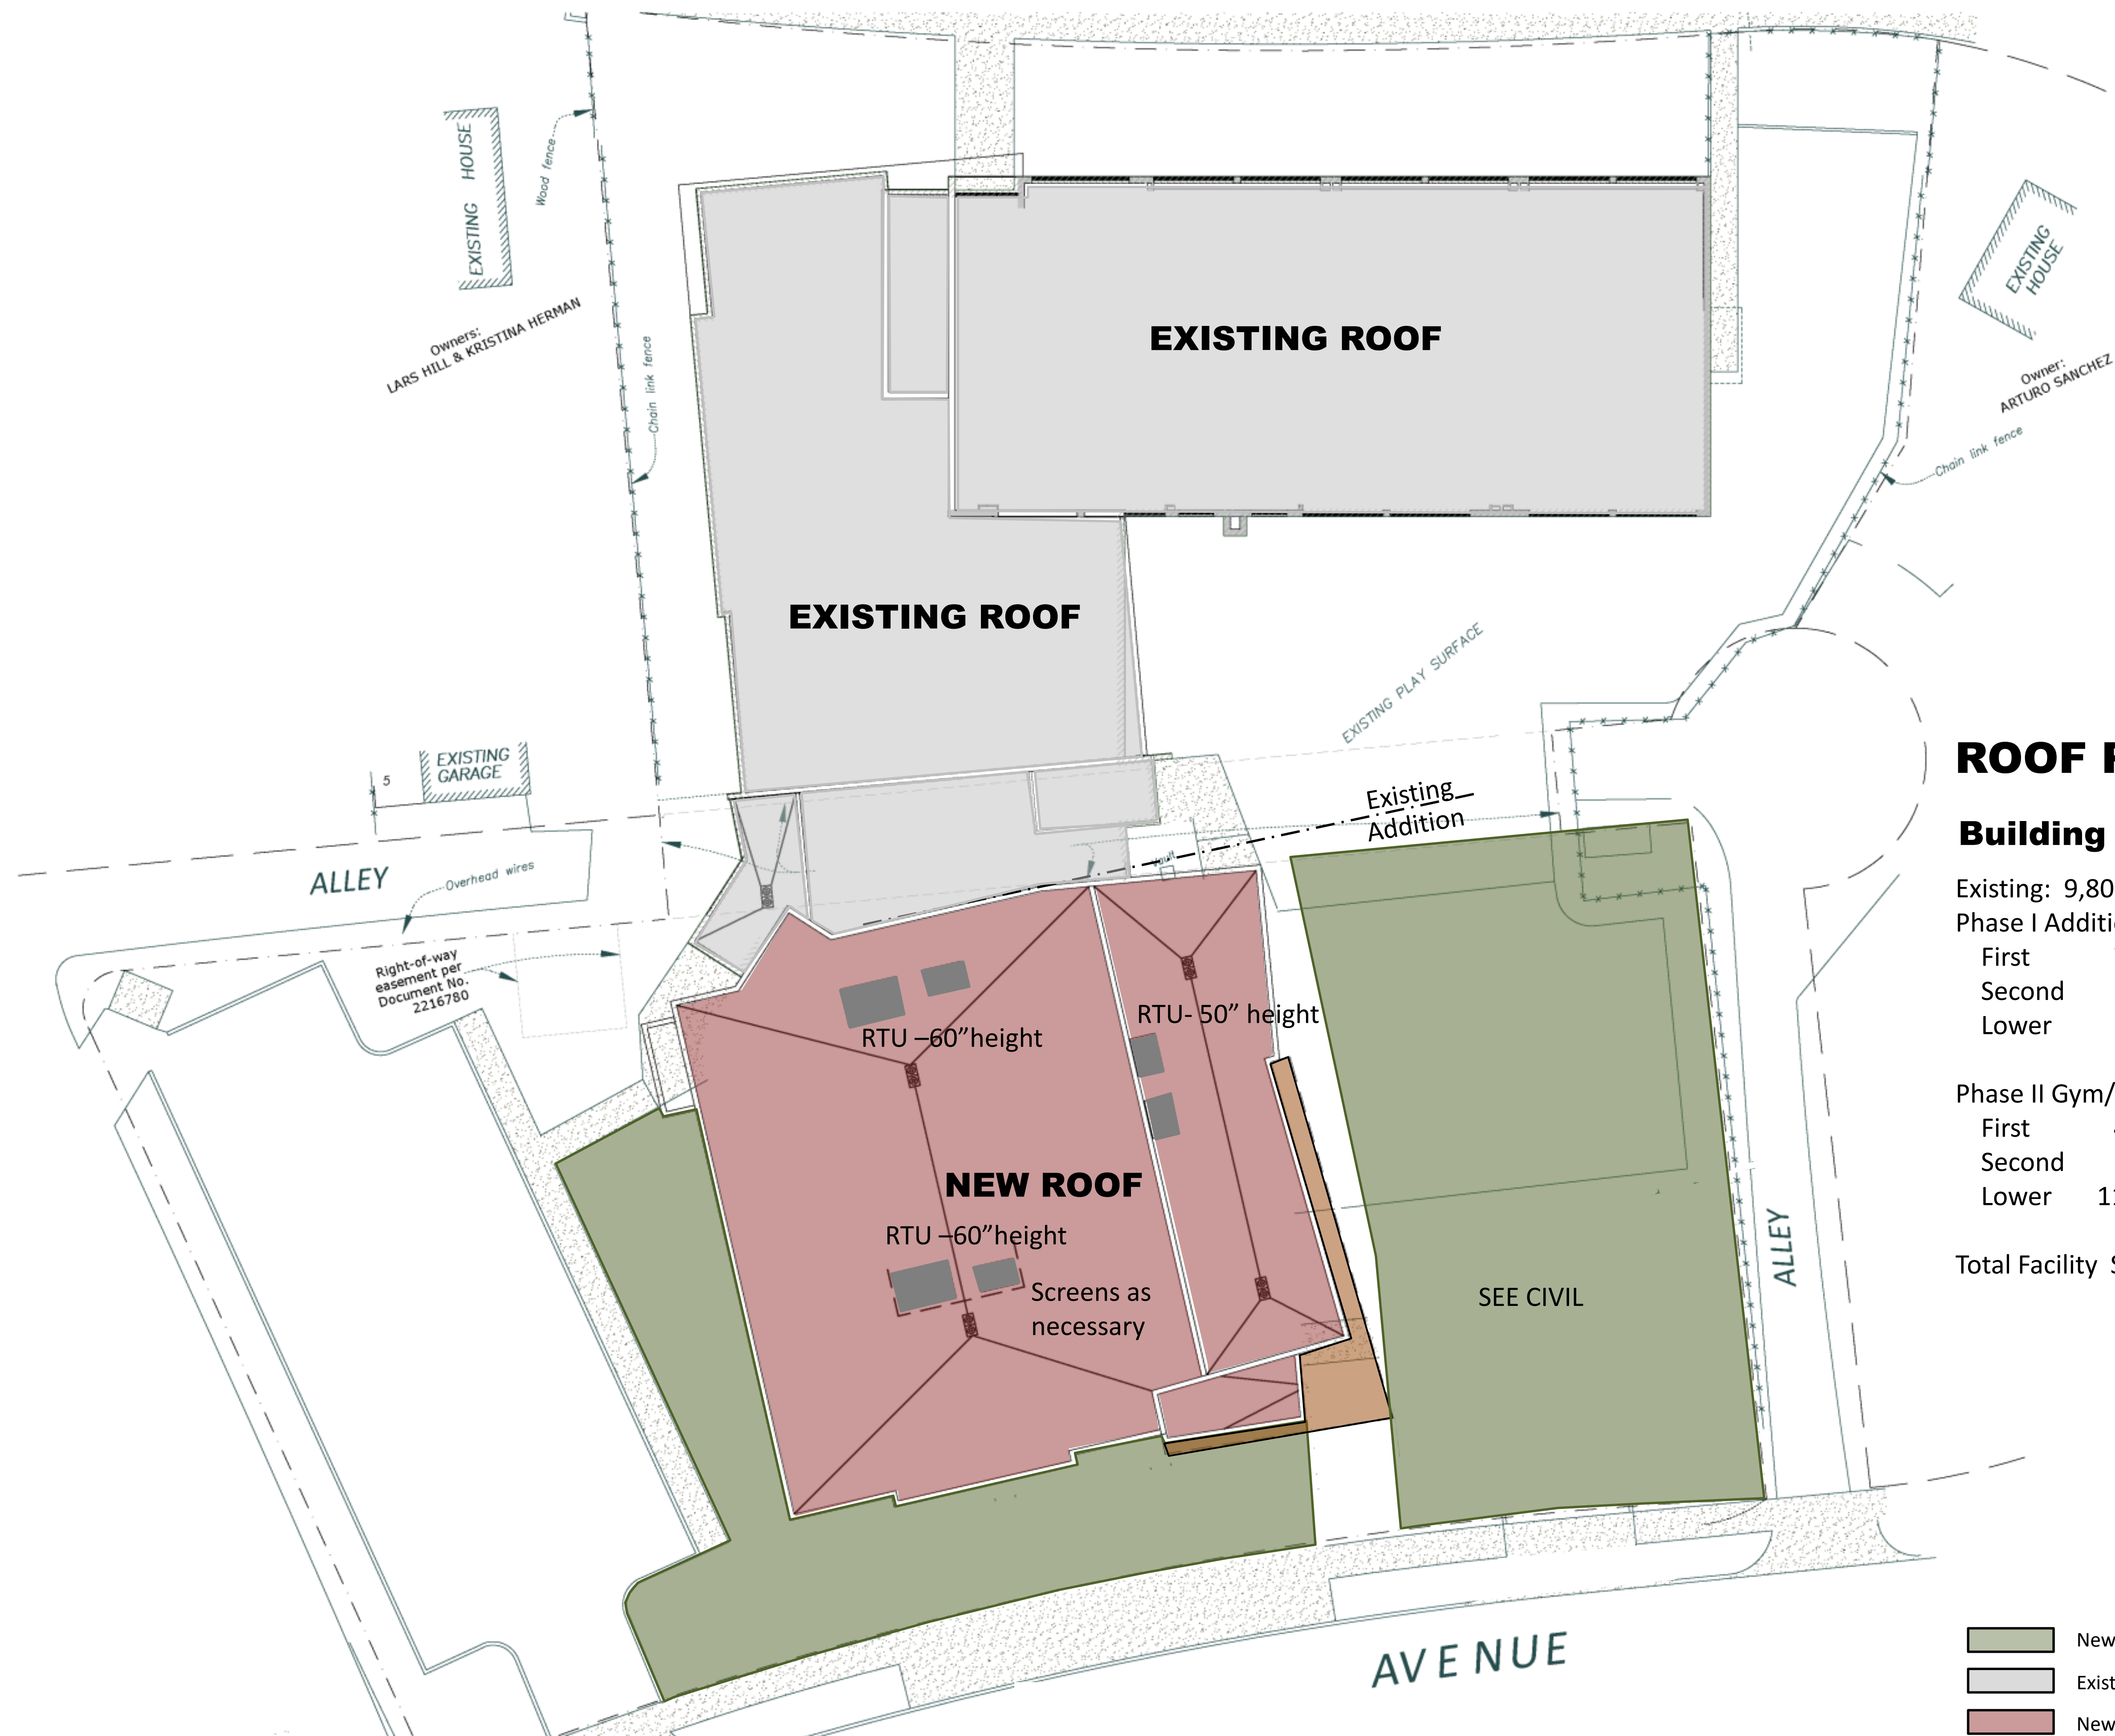 EXISTING HOUSE
Wood fence
Owners:
LARS HILL & KRISTINA HERMAN
Chain link fence
EXISTING ROOF
EXISTING
HOUSE
Owner:
ARTURO SANCHEZ
Chain link fence
EXISTING ROOF
EXISTING PLAY SURFACE
5
EXISTING
GARAGE
ALLEY
Overhead wires
Existing
Addition
Vault
Right-of-way
easement per
Document No.
2216780
RTU –60”height
RTU- 50” height
NEW ROOF
RTU –60”height
Screens as
necessary
SEE CIVIL
ALLEY
AVENUE
ROOF
Building
Existing: 9,80
Phase I Additi
First
Second
Lower
Phase II Gym/
First
Second
Lower 1
Total Facility S
New
Exist
New